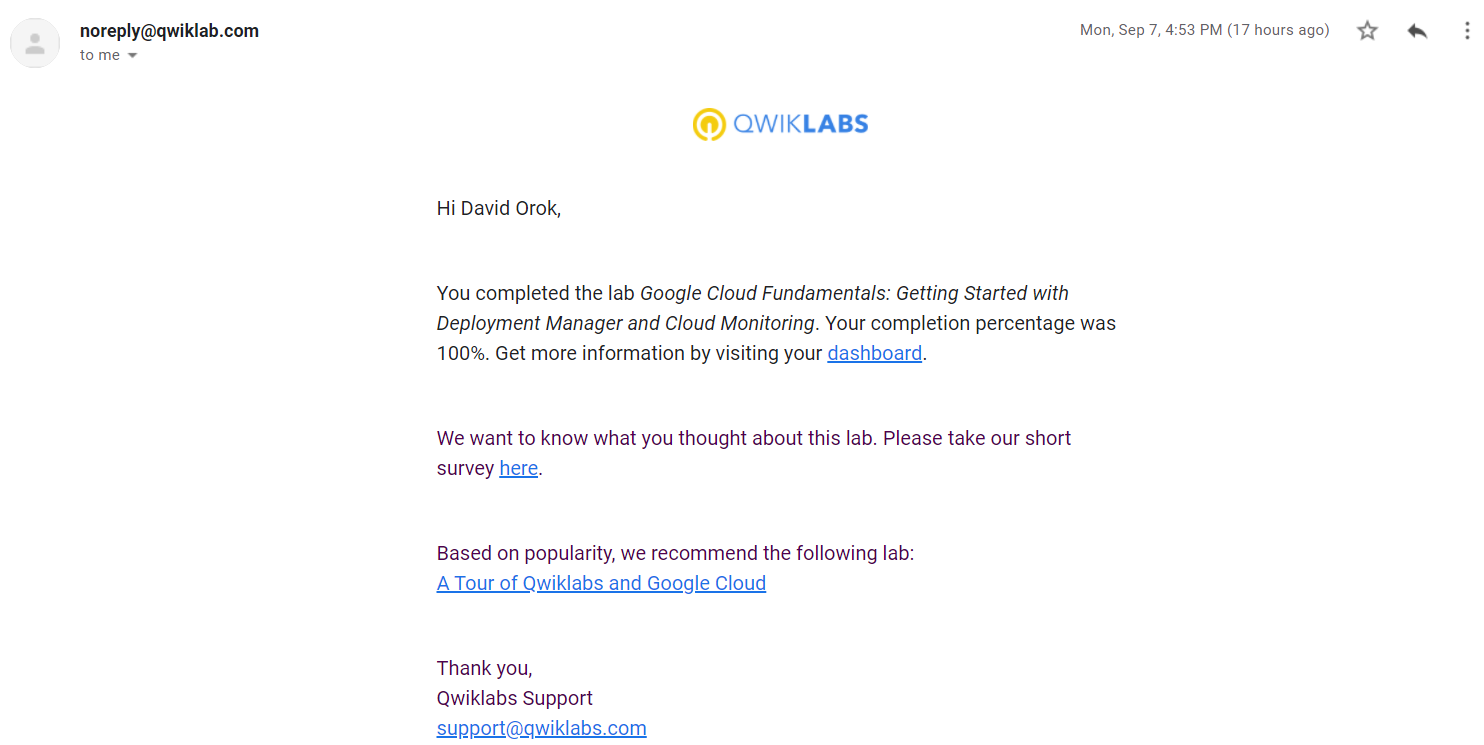 noreply@qwiklab.com
Mon, Sep 7, 4:53 PM (17 hours ago)
to me
QWIKLABS
Hi David Orok,
You completed the lab Google Cloud Fundamentals: Getting Started with
Deployment Manager and Cloud Monitoring. Your completion percentage was
100%. Get more information by visiting your dashboard.
We want to know what you thought about this lab. Please take our short
survey here.
Based on popularity, we recommend the following lab:
A Tour of Qwiklabs and Google Cloud
Thank you,
Qwiklabs Support
support@qwiklabs.com